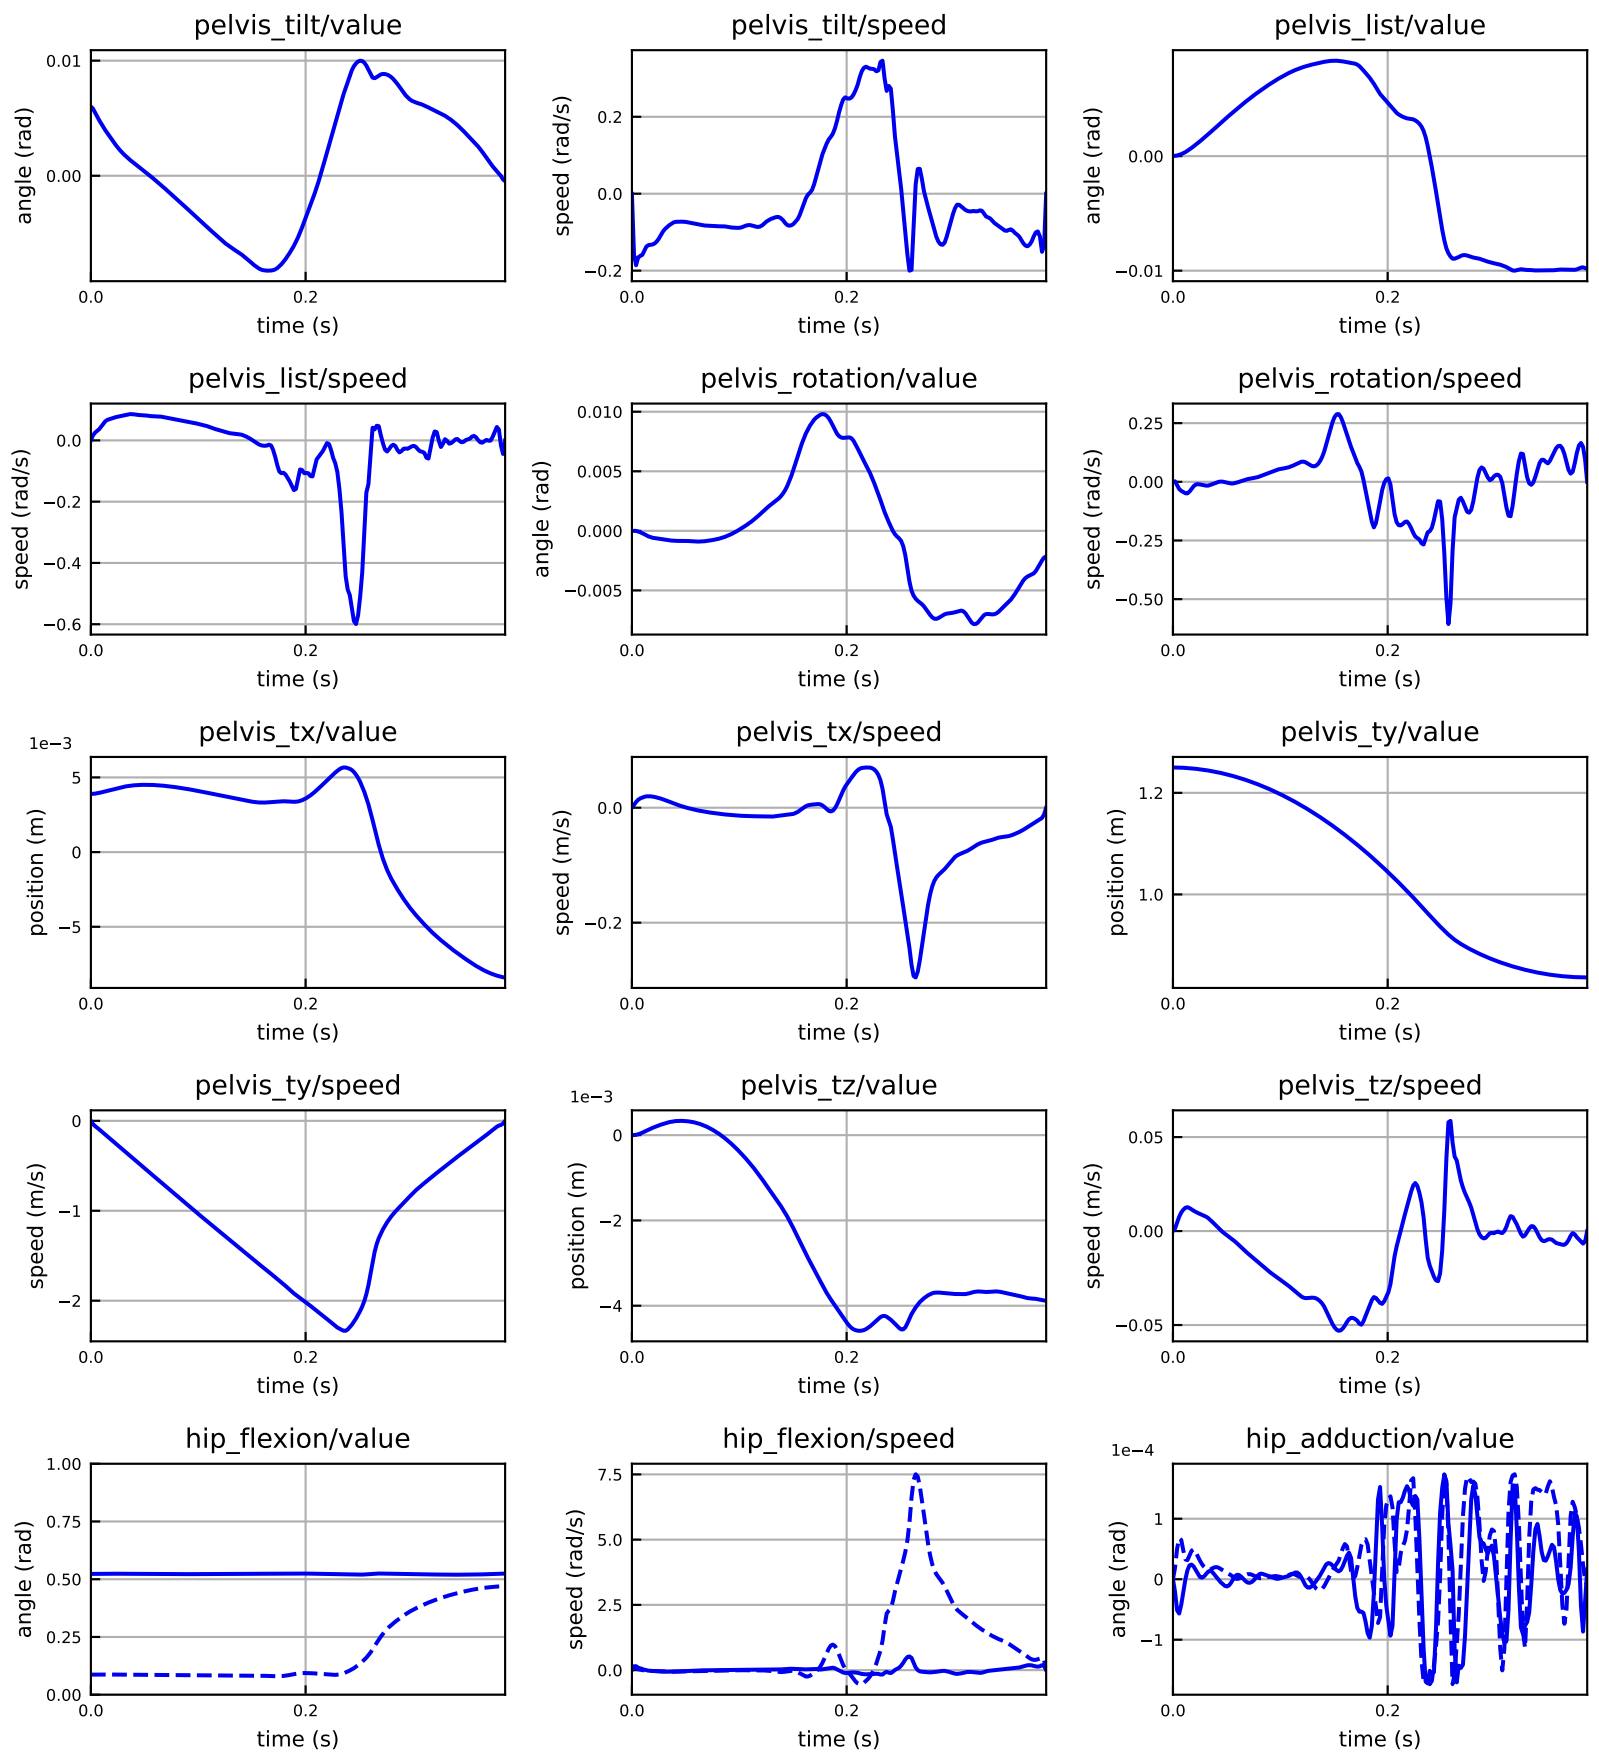 pelvis_tilt/value
angle (rad)
0.01
0.00
0.0 0.2
time (s)
pelvis_tilt/speed
speed (rad/s)
0.2
0.0
−0.2
0.0 0.2
time (s)
pelvis_list/value
angle (rad)
0.00
−0.01
0.0 0.2
time (s)
pelvis_list/speed
speed (rad/s)
0.0
−0.2
−0.4
−0.6
0.0 0.2
time (s)
pelvis_rotation/value
angle (rad)
0.010
0.005
0.000
−0.005
0.0 0.2
time (s)
pelvis_rotation/speed
speed (rad/s)
0.25
0.00
−0.25
−0.50
0.0 0.2
time (s)
pelvis_tx/value
1e−3
position (m)
5
0
−5
0.0 0.2
time (s)
pelvis_tx/speed
speed (m/s)
0.0
−0.2
0.0 0.2
time (s)
pelvis_ty/value
position (m)
1.2
1.0
0.0 0.2
time (s)
pelvis_ty/speed
speed (m/s)
0
−1
−2
0.0 0.2
time (s)
pelvis_tz/value
1e−3
position (m)
0
−2
−4
0.0 0.2
time (s)
pelvis_tz/speed
speed (m/s)
0.05
0.00
−0.05
0.0 0.2
time (s)
hip_flexion/value
angle (rad)
1.00
0.75
0.50
0.25
0.00
0.0 0.2
time (s)
hip_flexion/speed
speed (rad/s)
7.5
5.0
2.5
0.0
0.0 0.2
time (s)
hip_adduction/value
1e−4
angle (rad)
1
0
−1
0.0 0.2
time (s)